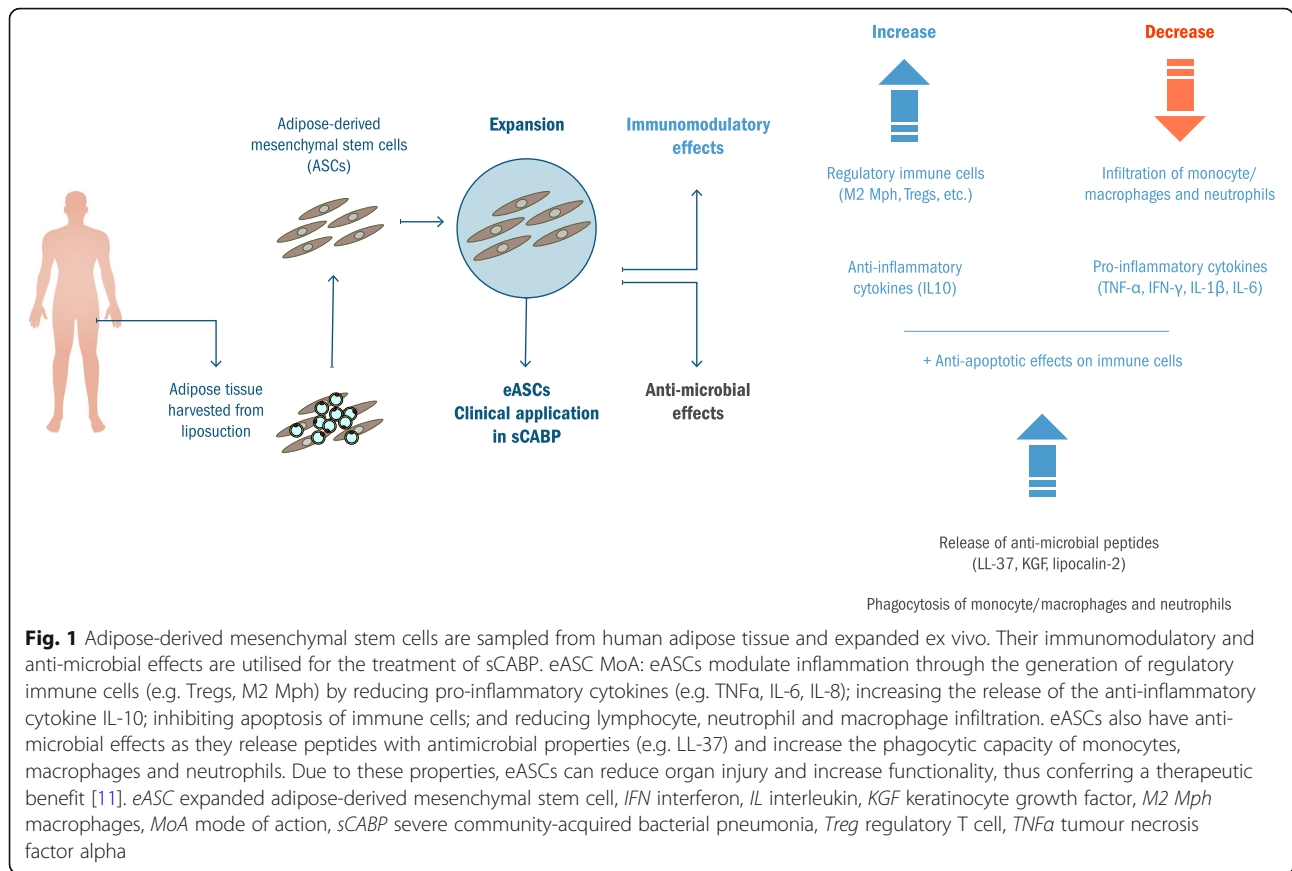 Increase
Decrease
Adipose-derived
mesenchymal stem cells
(ASCs)
Expansion
Immunomodulatory
effects
Regulatory immune cells
(M2 Mph, Tregs, etc.)
Infiltration of monocyte/
macrophages and neutrophils
Anti-inflammatory
cytokines (IL10)
Pro-inflammatory cytokines
(TNF-α, IFN-γ, IL-1β, IL-6)
+ Anti-apoptotic effects on immune cells
Adipose tissue
harvested from
liposuction
eASCs
Clinical application
in sCABP
Anti-microbial
effects
Release of anti-microbial peptides
(LL-37, KGF, lipocalin-2)
Phagocytosis of monocyte/macrophages and neutrophils
Fig. 1 Adipose-derived mesenchymal stem cells are sampled from human adipose tissue and expanded ex vivo. Their immunomodulatory and
anti-microbial effects are utilised for the treatment of sCABP. eASC MoA: eASCs modulate inflammation through the generation of regulatory
immune cells (e.g. Tregs, M2 Mph) by reducing pro-inflammatory cytokines (e.g. TNFα, IL-6, IL-8); increasing the release of the anti-inflammatory
cytokine IL-10; inhibiting apoptosis of immune cells; and reducing lymphocyte, neutrophil and macrophage infiltration. eASCs also have anti-
microbial effects as they release peptides with antimicrobial properties (e.g. LL-37) and increase the phagocytic capacity of monocytes,
macrophages and neutrophils. Due to these properties, eASCs can reduce organ injury and increase functionality, thus conferring a therapeutic
benefit [11]. eASC expanded adipose-derived mesenchymal stem cell, IFN interferon, IL interleukin, KGF keratinocyte growth factor, M2 Mph
macrophages, MoA mode of action, sCABP severe community-acquired bacterial pneumonia, Treg regulatory T cell, TNFα tumour necrosis
factor alpha